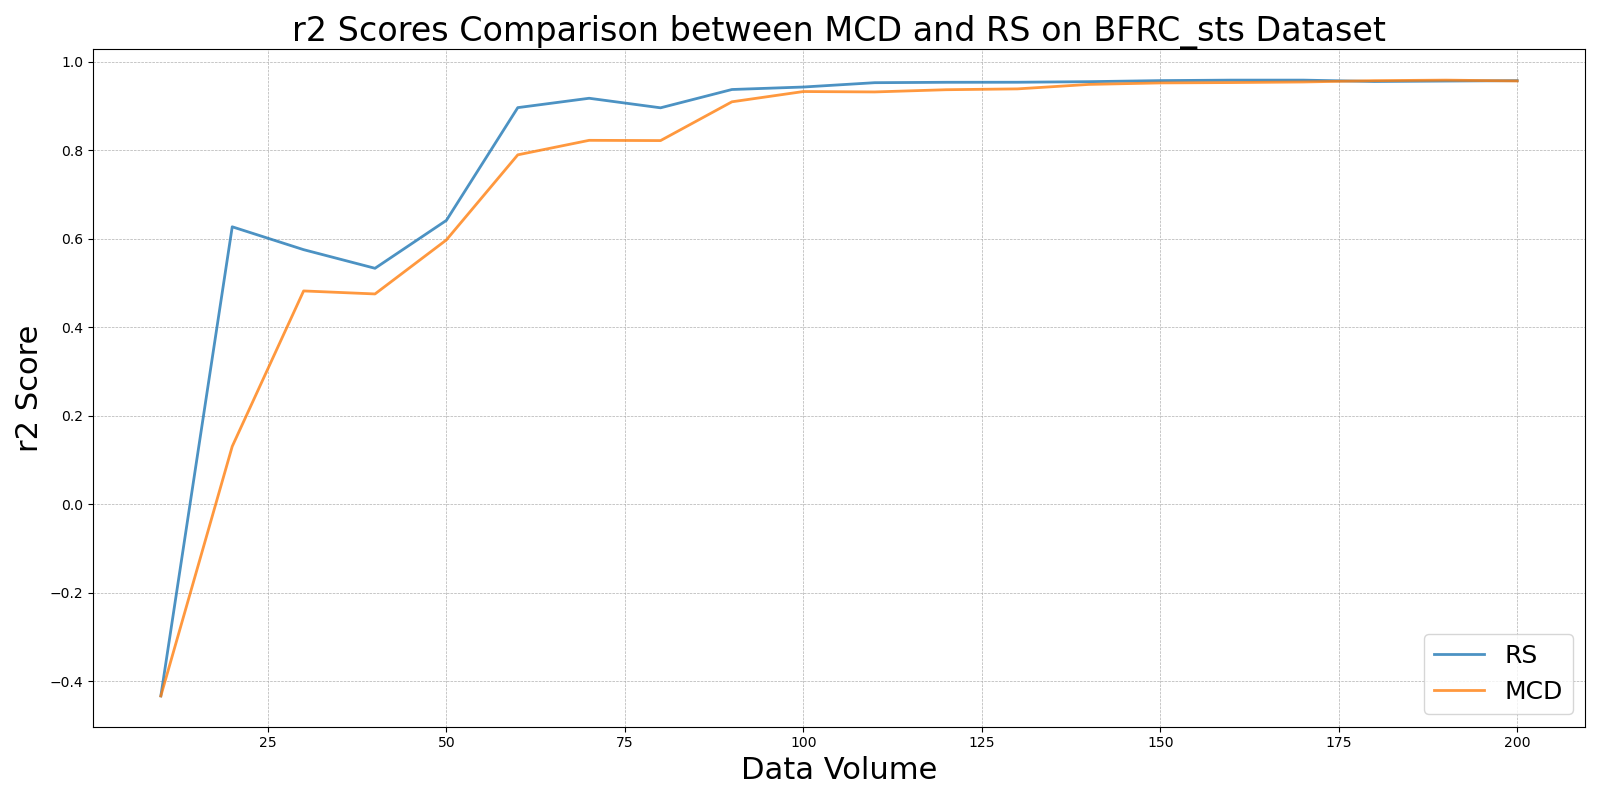 r2 Scores Comparison between MCD and RS on BFRC_sts Dataset
1.0
0.8
0.6
0.4
0.2
0.0
−0.2
−0.4
r2 Score
25 50 75 100 125 150 175 200
Data Volume
RS
MCD